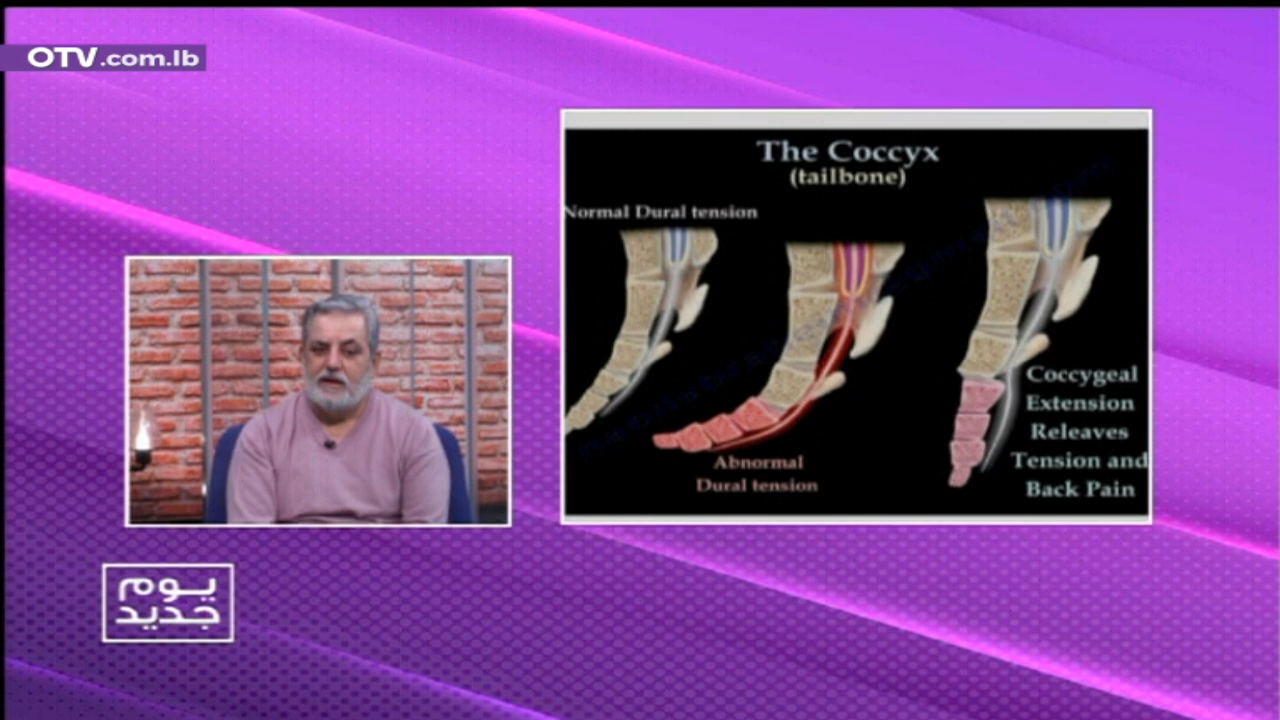 OTV.com.lb
The Coccyx
(tailbone)
Normal Dural tension
Abnormal
Dural tension
Coccygeal
Extension
Releaves
Tension and
Back Pain
يوم
جديد